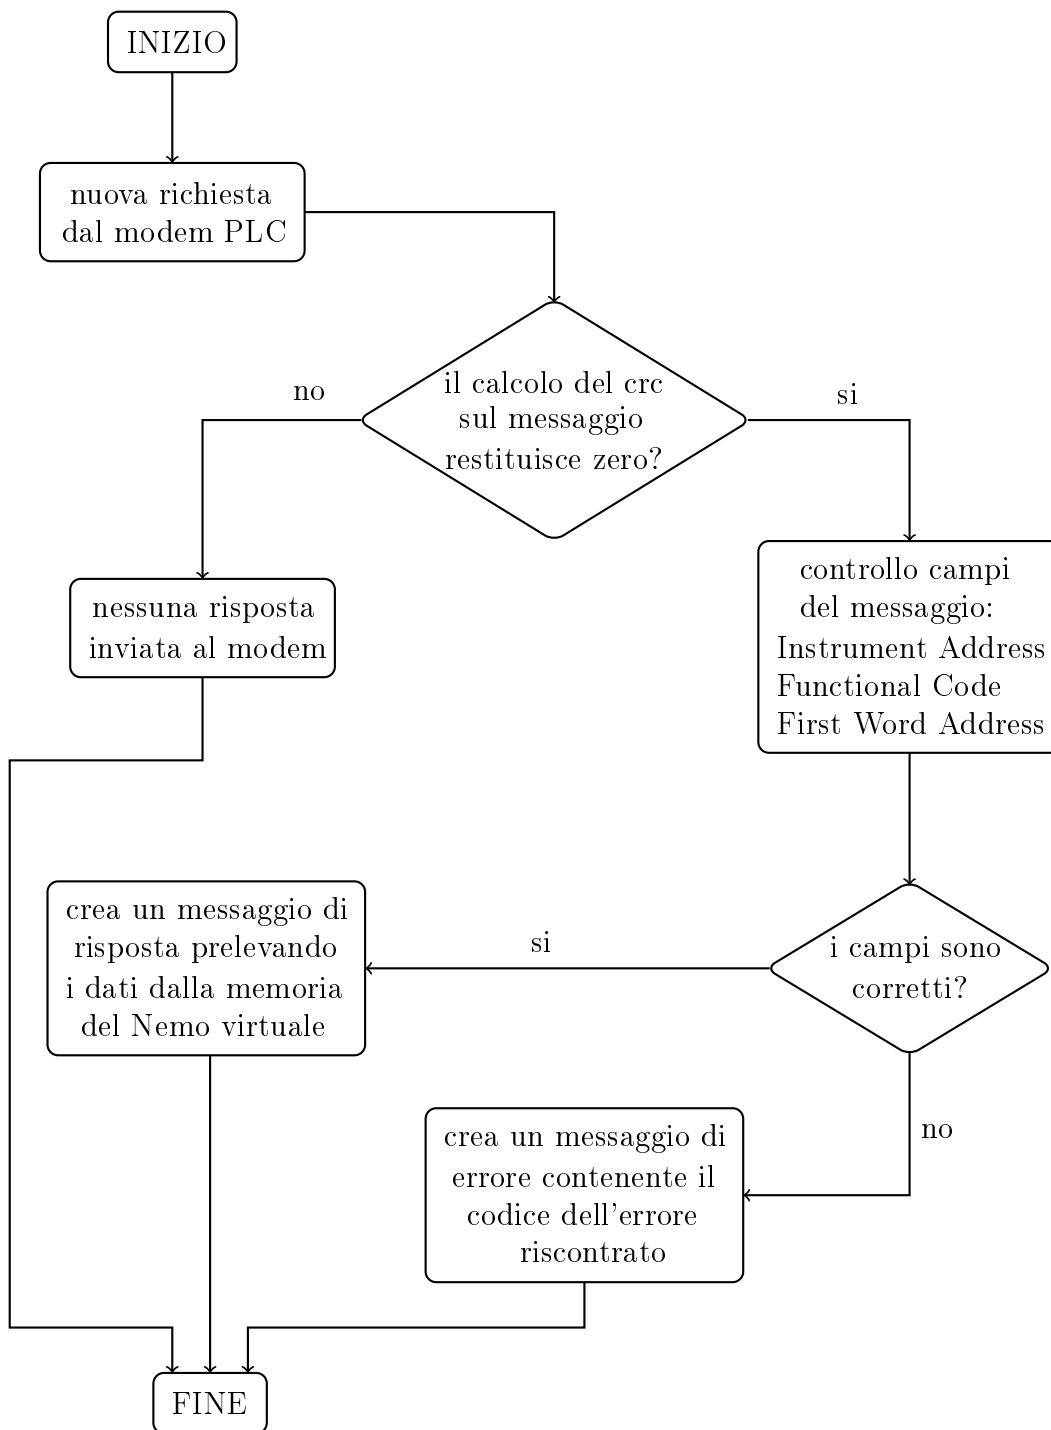 INIZIO
nuova richiesta
dal modem PLC
il calcolo del crc
sul messaggio
restituisce zero?
no
si
nessuna risposta
inviata al modem
controllo campi
del messaggio:
Instrument Address
Functional Code
First Word Address
i campi sono
corretti?
si
crea un messaggio di
risposta prelevando
i dati dalla memoria
del Nemo virtuale
no
crea un messaggio di
errore contenente il
codice dell'errore
riscontrato
FINE